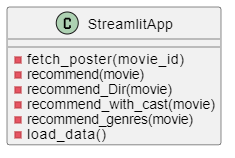 C StreamlitApp
fetch_poster(movie_id)
recommend(movie)
recommend_Dir(movie)
recommend_with_cast(movie)
recommend_genres(movie)
load_data()